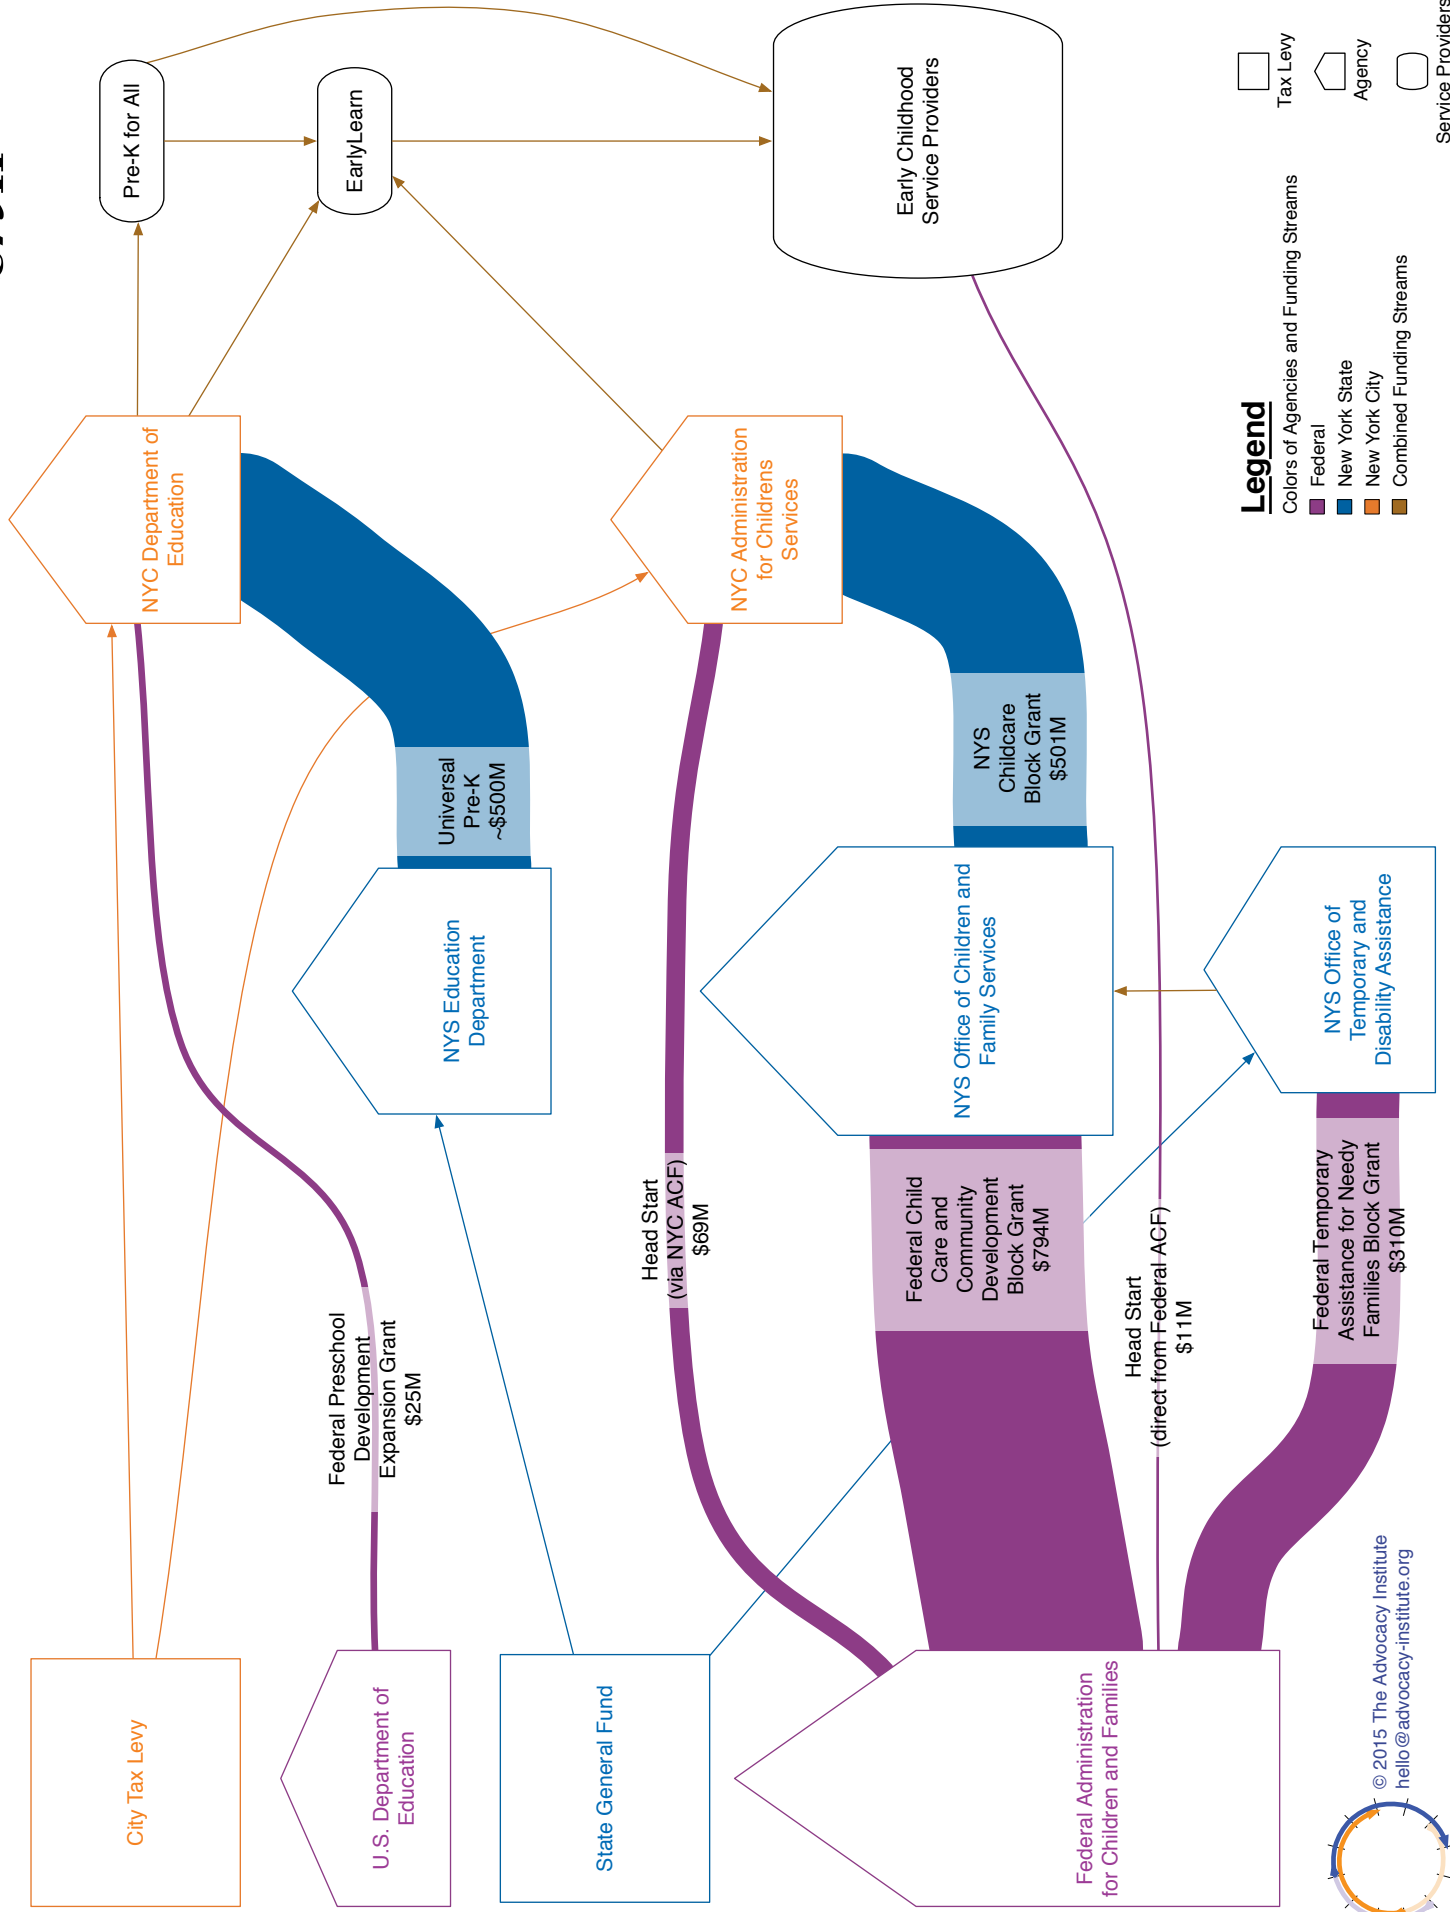 City Tax Levy
U.S. Department of
Education
State General Fund
Federal Administration
for Children and Families
Federal Preschool
Development
Expansion Grant
$25M
Head Start
(via NYC ACF)
$69M
Federal Child
Care and
Community
Development
Block Grant
$794M
Head Start
(direct from Federal ACF)
$11M
Federal Temporary
Assistance for Needy
Families Block Grant
$310M
NYS Education
Department
NYS Office of Children and
Family Services
NYS Office of
Temporary and
Disability Assistance
Universal
Pre-K
~$500M
NYS
Childcare
Block Grant
$501M
NYC Department of
Education
NYC Administration
for Childrens
Services
Pre-K for All
EarlyLearn
Early Childhood
Service Providers
Legend
Colors of Agencies and Funding Streams
Federal
New York State
New York City
Combined Funding Streams
Tax Levy
Agency
Service Providers
© 2015 The Advocacy Institute
hello@advocacy-institute.org